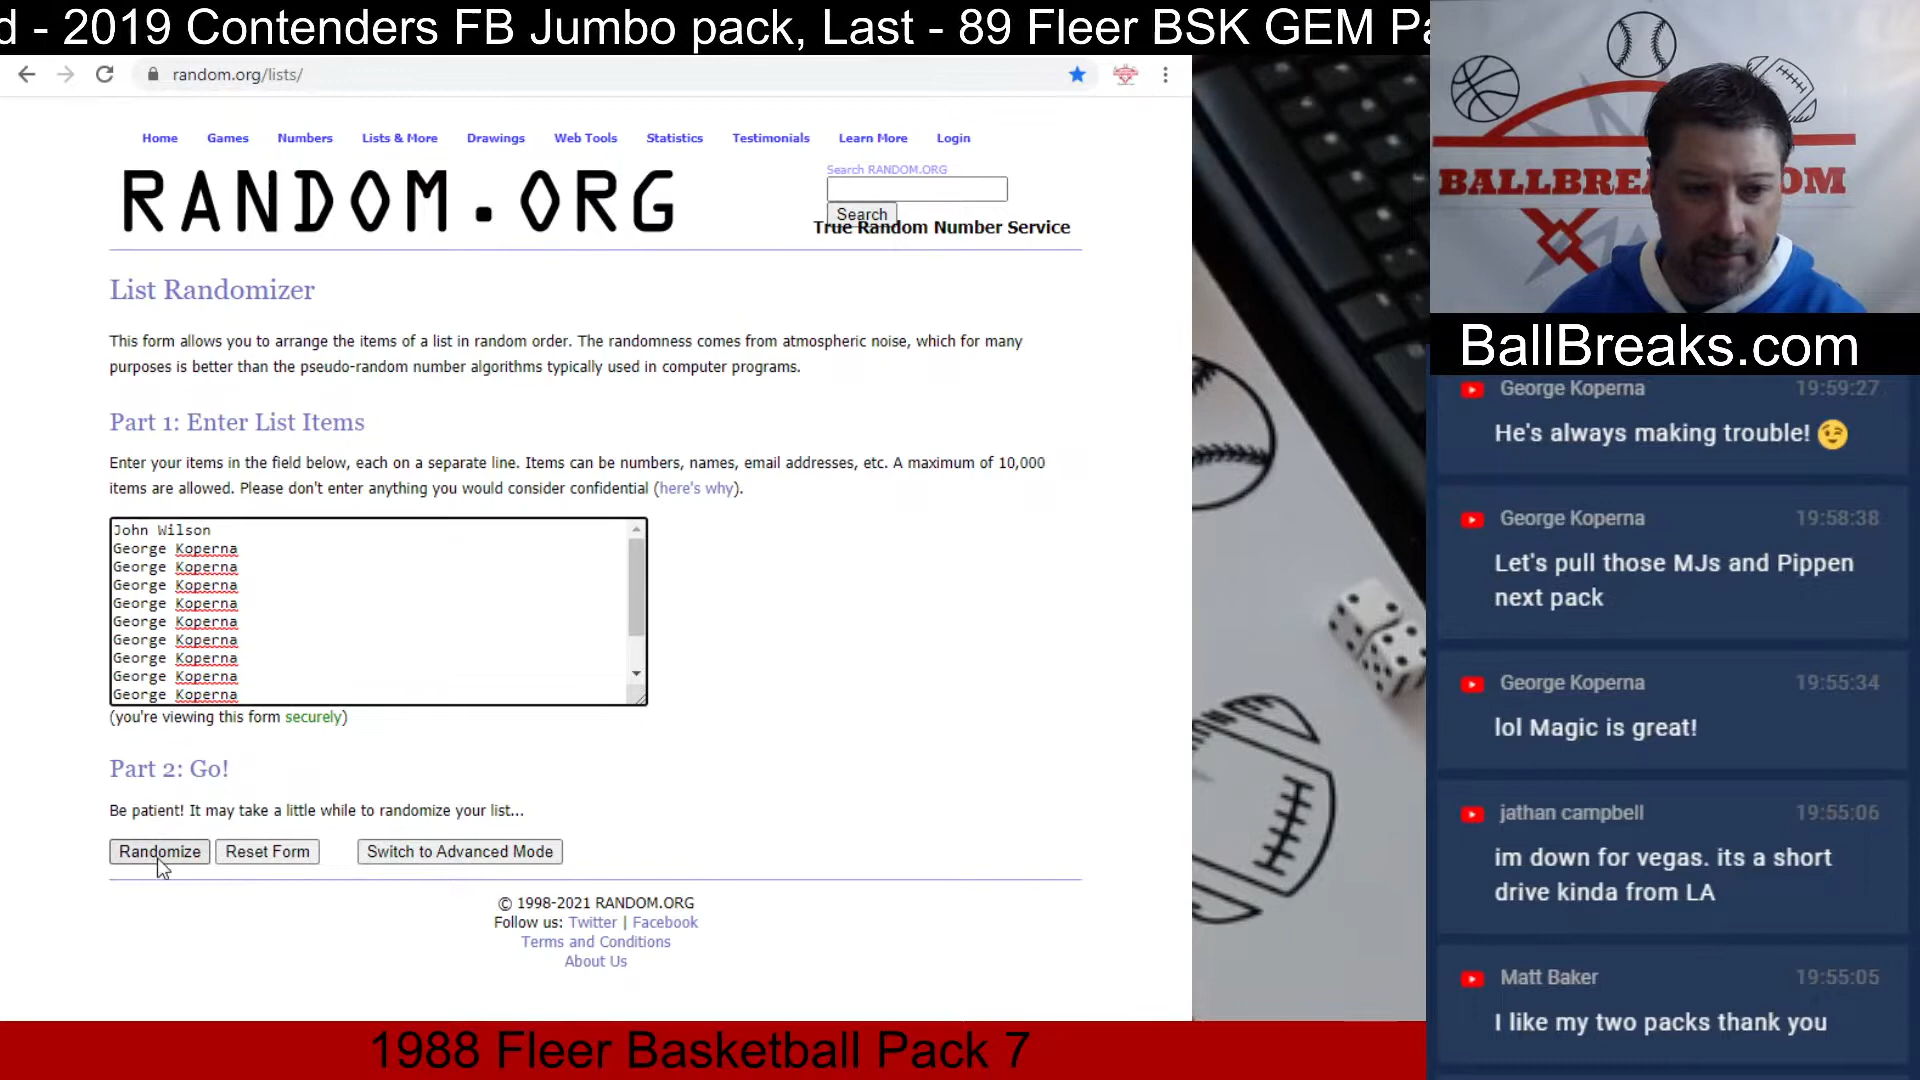 d - 2019 Contenders FB Jumbo pack, Last - 89 Fleer BSK GEM Pa
random.org/lists/
Home Games Numbers Lists & More Drawings Web Tools Statistics Testimonials Learn More Login
RANDOM.ORG
Search RANDOM.ORG
Search
True Random Number Service
List Randomizer
This form allows you to arrange the items of a list in random order. The randomness comes from atmospheric noise, which for many
purposes is better than the pseudo-random number algorithms typically used in computer programs.
Part 1: Enter List Items
Enter your items in the field below, each on a separate line. Items can be numbers, names, email addresses, etc. A maximum of 10,000
items are allowed. Please don't enter anything you would consider confidential (here's why).
John Wilson
George Koperna
George Koperna
George Koperna
George Koperna
George Koperna
George Koperna
George Koperna
George Koperna
George Koperna
(you're viewing this form securely)
Part 2: Go!
Be patient! It may take a little while to randomize your list...
Randomize Reset Form Switch to Advanced Mode
© 1998-2021 RANDOM.ORG
Follow us: Twitter | Facebook
Terms and Conditions
About Us
BallBreaks.com
George Koperna 19:59:27
He's always making trouble! 😉
George Koperna 19:58:38
Let's pull those MJs and Pippen
next pack
George Koperna 19:55:34
lol Magic is great!
jathan campbell 19:55:06
im down for vegas. its a short
drive kinda from LA
Matt Baker 19:55:05
I like my two packs thank you
1988 Fleer Basketball Pack 7